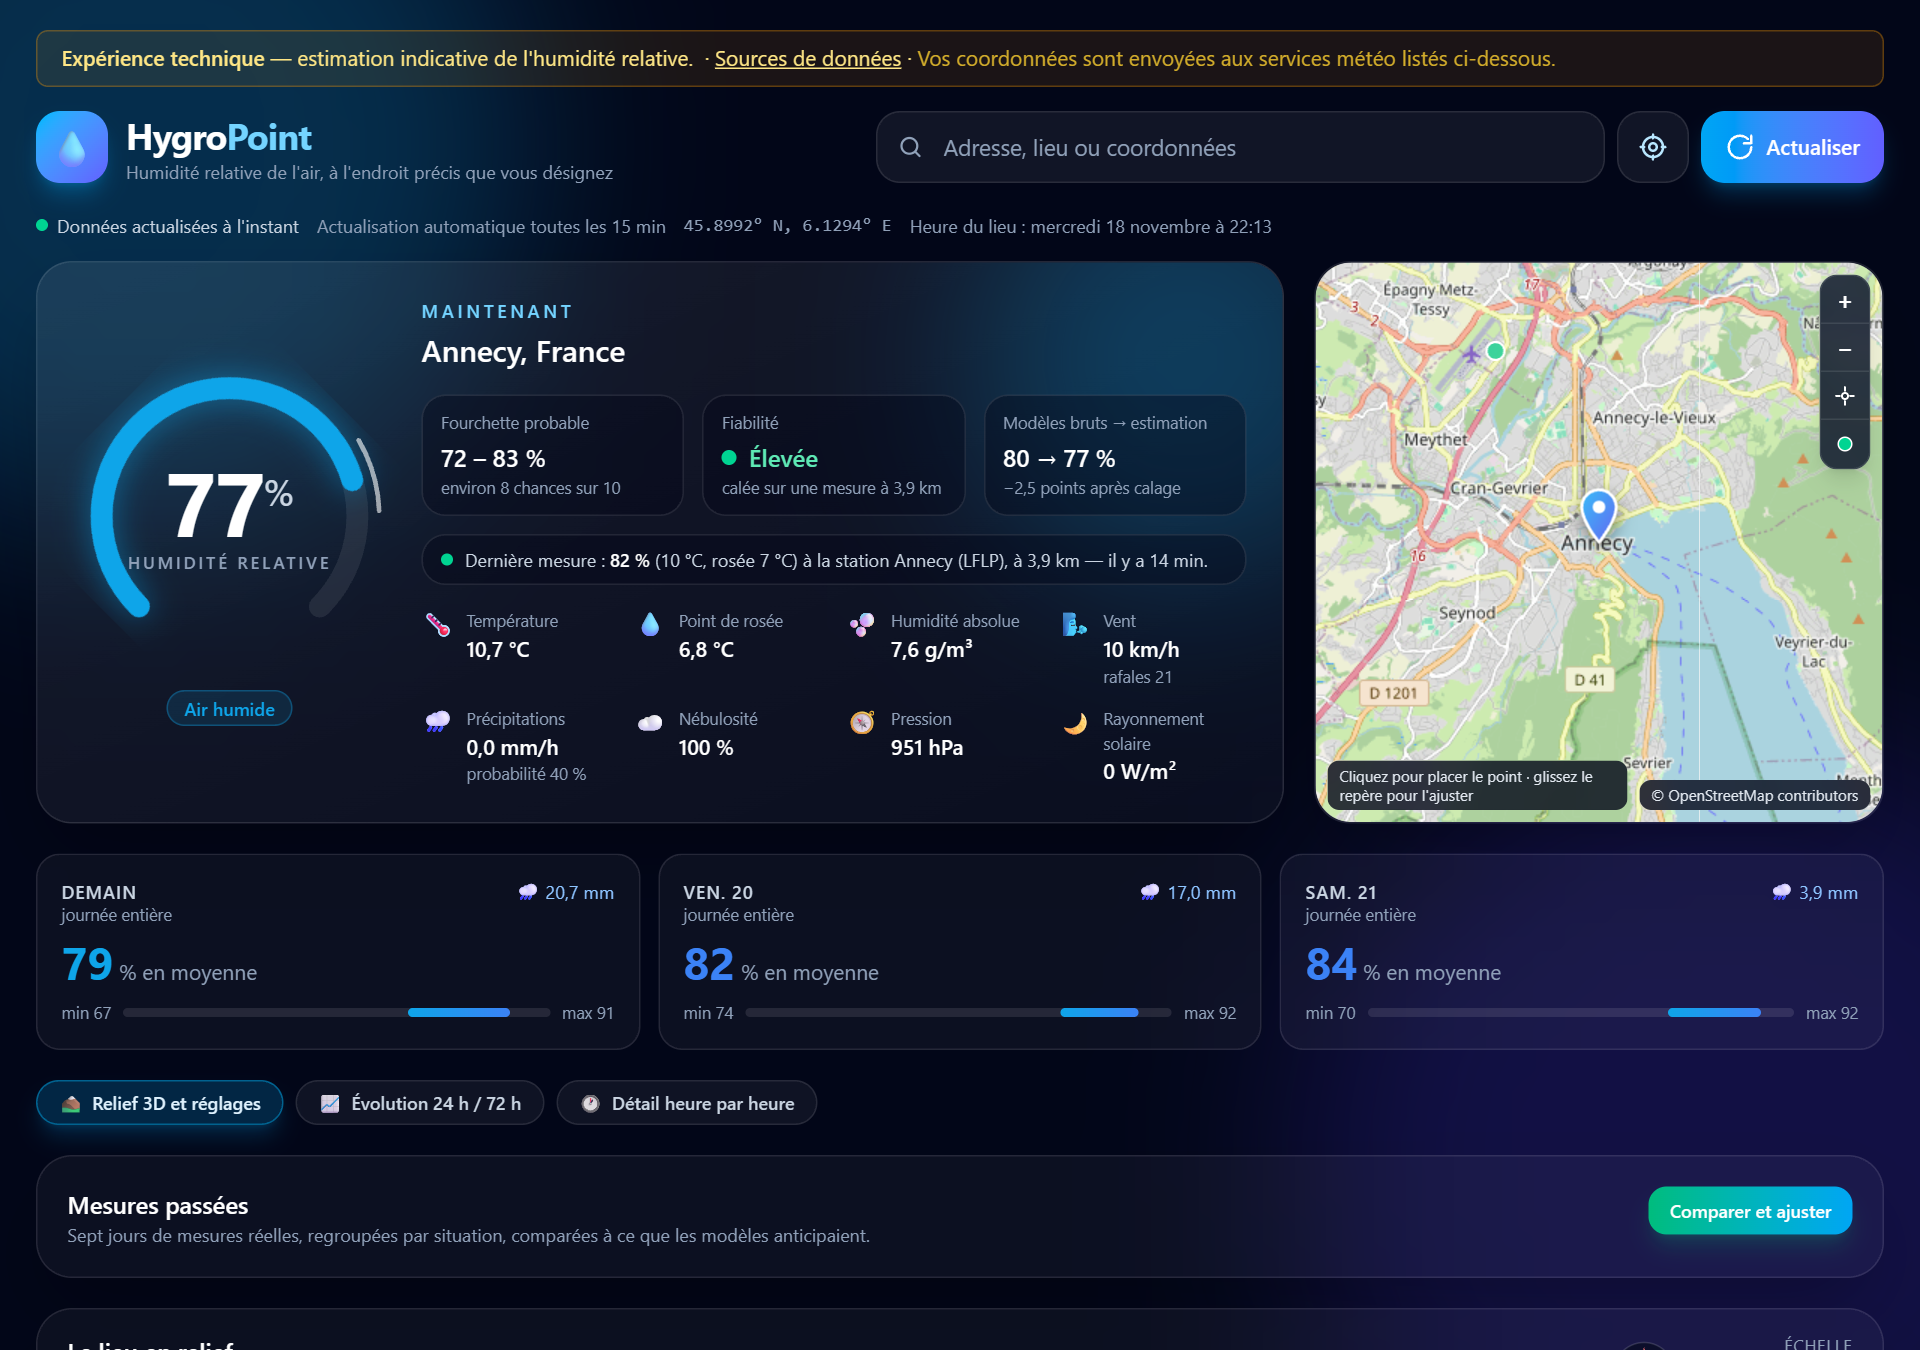 Expérience technique — estimation indicative de l'humidité relative. · Sources de données · Vos coordonnées sont envoyées aux services météo listés ci-dessous.
HygroPoint
Humidité relative de l'air, à l'endroit précis que vous désignez
Adresse, lieu ou coordonnées
Actualiser
Données actualisées à l'instant
Actualisation automatique toutes les 15 min
45.8992° N, 6.1294° E
Heure du lieu : mercredi 18 novembre à 22:13
77%
HUMIDITÉ RELATIVE
Air humide
MAINTENANT
Annecy, France
Fourchette probable
72 – 83 %
environ 8 chances sur 10
Fiabilité
Élevée
calée sur une mesure à 3,9 km
Modèles bruts → estimation
80 → 77 %
−2,5 points après calage
Dernière mesure : 82 % (10 °C, rosée 7 °C) à la station Annecy (LFLP), à 3,9 km — il y a 14 min.
Température
10,7 °C
Point de rosée
6,8 °C
Humidité absolue
7,6 g/m³
Vent
10 km/h
rafales 21
Précipitations
0,0 mm/h
probabilité 40 %
Nébulosité
100 %
Pression
951 hPa
Rayonnement
solaire
0 W/m²
Épagny Metz-
Tessy
17
3
2
+
−
Annecy-le-Vieux
Meythet
Cran-Gevrier
Annecy
16
Seynod
Veyrier-du-
Lac
D 41
D 1201
Sevrier
Cliquez pour placer le point · glissez le
repère pour l'ajuster
© OpenStreetMap contributors
DEMAIN
20,7 mm
journée entière
79 % en moyenne
min 67
max 91
VEN. 20
17,0 mm
journée entière
82 % en moyenne
min 74
max 92
SAM. 21
3,9 mm
journée entière
84 % en moyenne
min 70
max 92
Relief 3D et réglages
Évolution 24 h / 72 h
Détail heure par heure
Mesures passées
Sept jours de mesures réelles, regroupées par situation, comparées à ce que les modèles anticipaient.
Comparer et ajuster
Le lieu en relief
ÉCHELLE